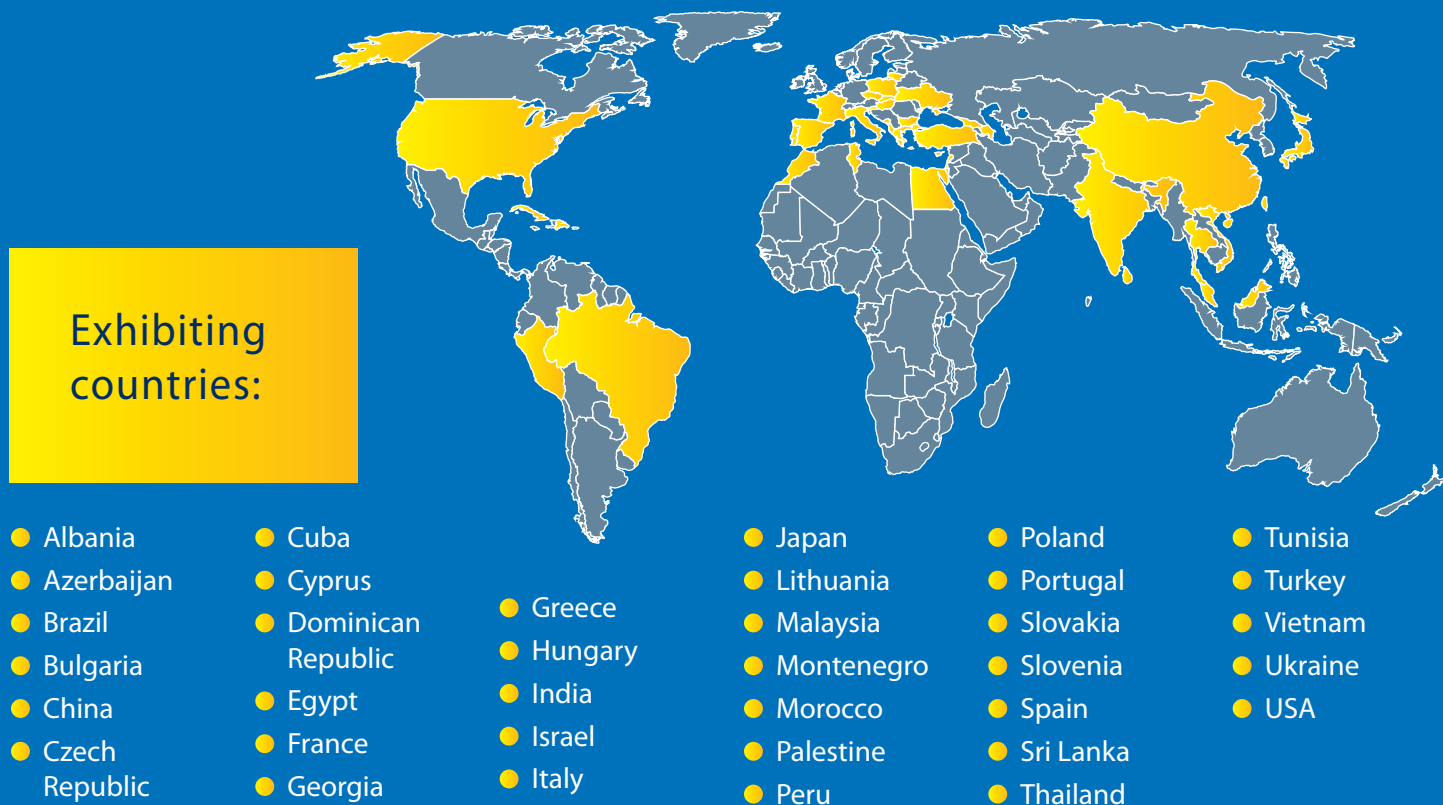 Exhibiting
countries:
Albania
Azerbaijan
Brazil
Bulgaria
China
Czech
Republic
Cuba
Cyprus
Dominican
Republic
Egypt
France
Georgia
Greece
Hungary
India
Israel
Italy
Japan
Lithuania
Malaysia
Montenegro
Morocco
Palestine
Peru
Poland
Portugal
Slovakia
Slovenia
Spain
Sri Lanka
Thailand
Tunisia
Turkey
Vietnam
Ukraine
USA